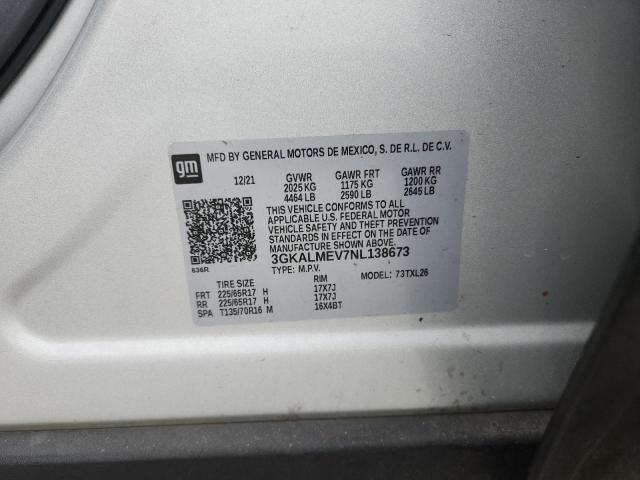 gm MFD BY GENERAL MOTORS DE MEXICO, S. DE R.L. DE C.V.
12/21 GVWR GAWR FRT GAWR RR
2025 KG 1175 KG 1200 KG
4464 LB 2590 LB 2645 LB
THIS VEHICLE CONFORMS TO ALL
APPLICABLE U.S. FEDERAL MOTOR
VEHICLE SAFETY AND THEFT PREVENTION
STANDARDS IN EFFECT ON THE DATE OF
MANUFACTURE SHOWN ABOVE.
3GKALMEV7NL138673
636R TYPE: M.P.V. MODEL: 73TXL26
TIRE SIZE RIM
FRT 225/65R17 H 17X7J
RR 225/65R17 H 17X7J
SPA T135/70R16 M 16X4BT